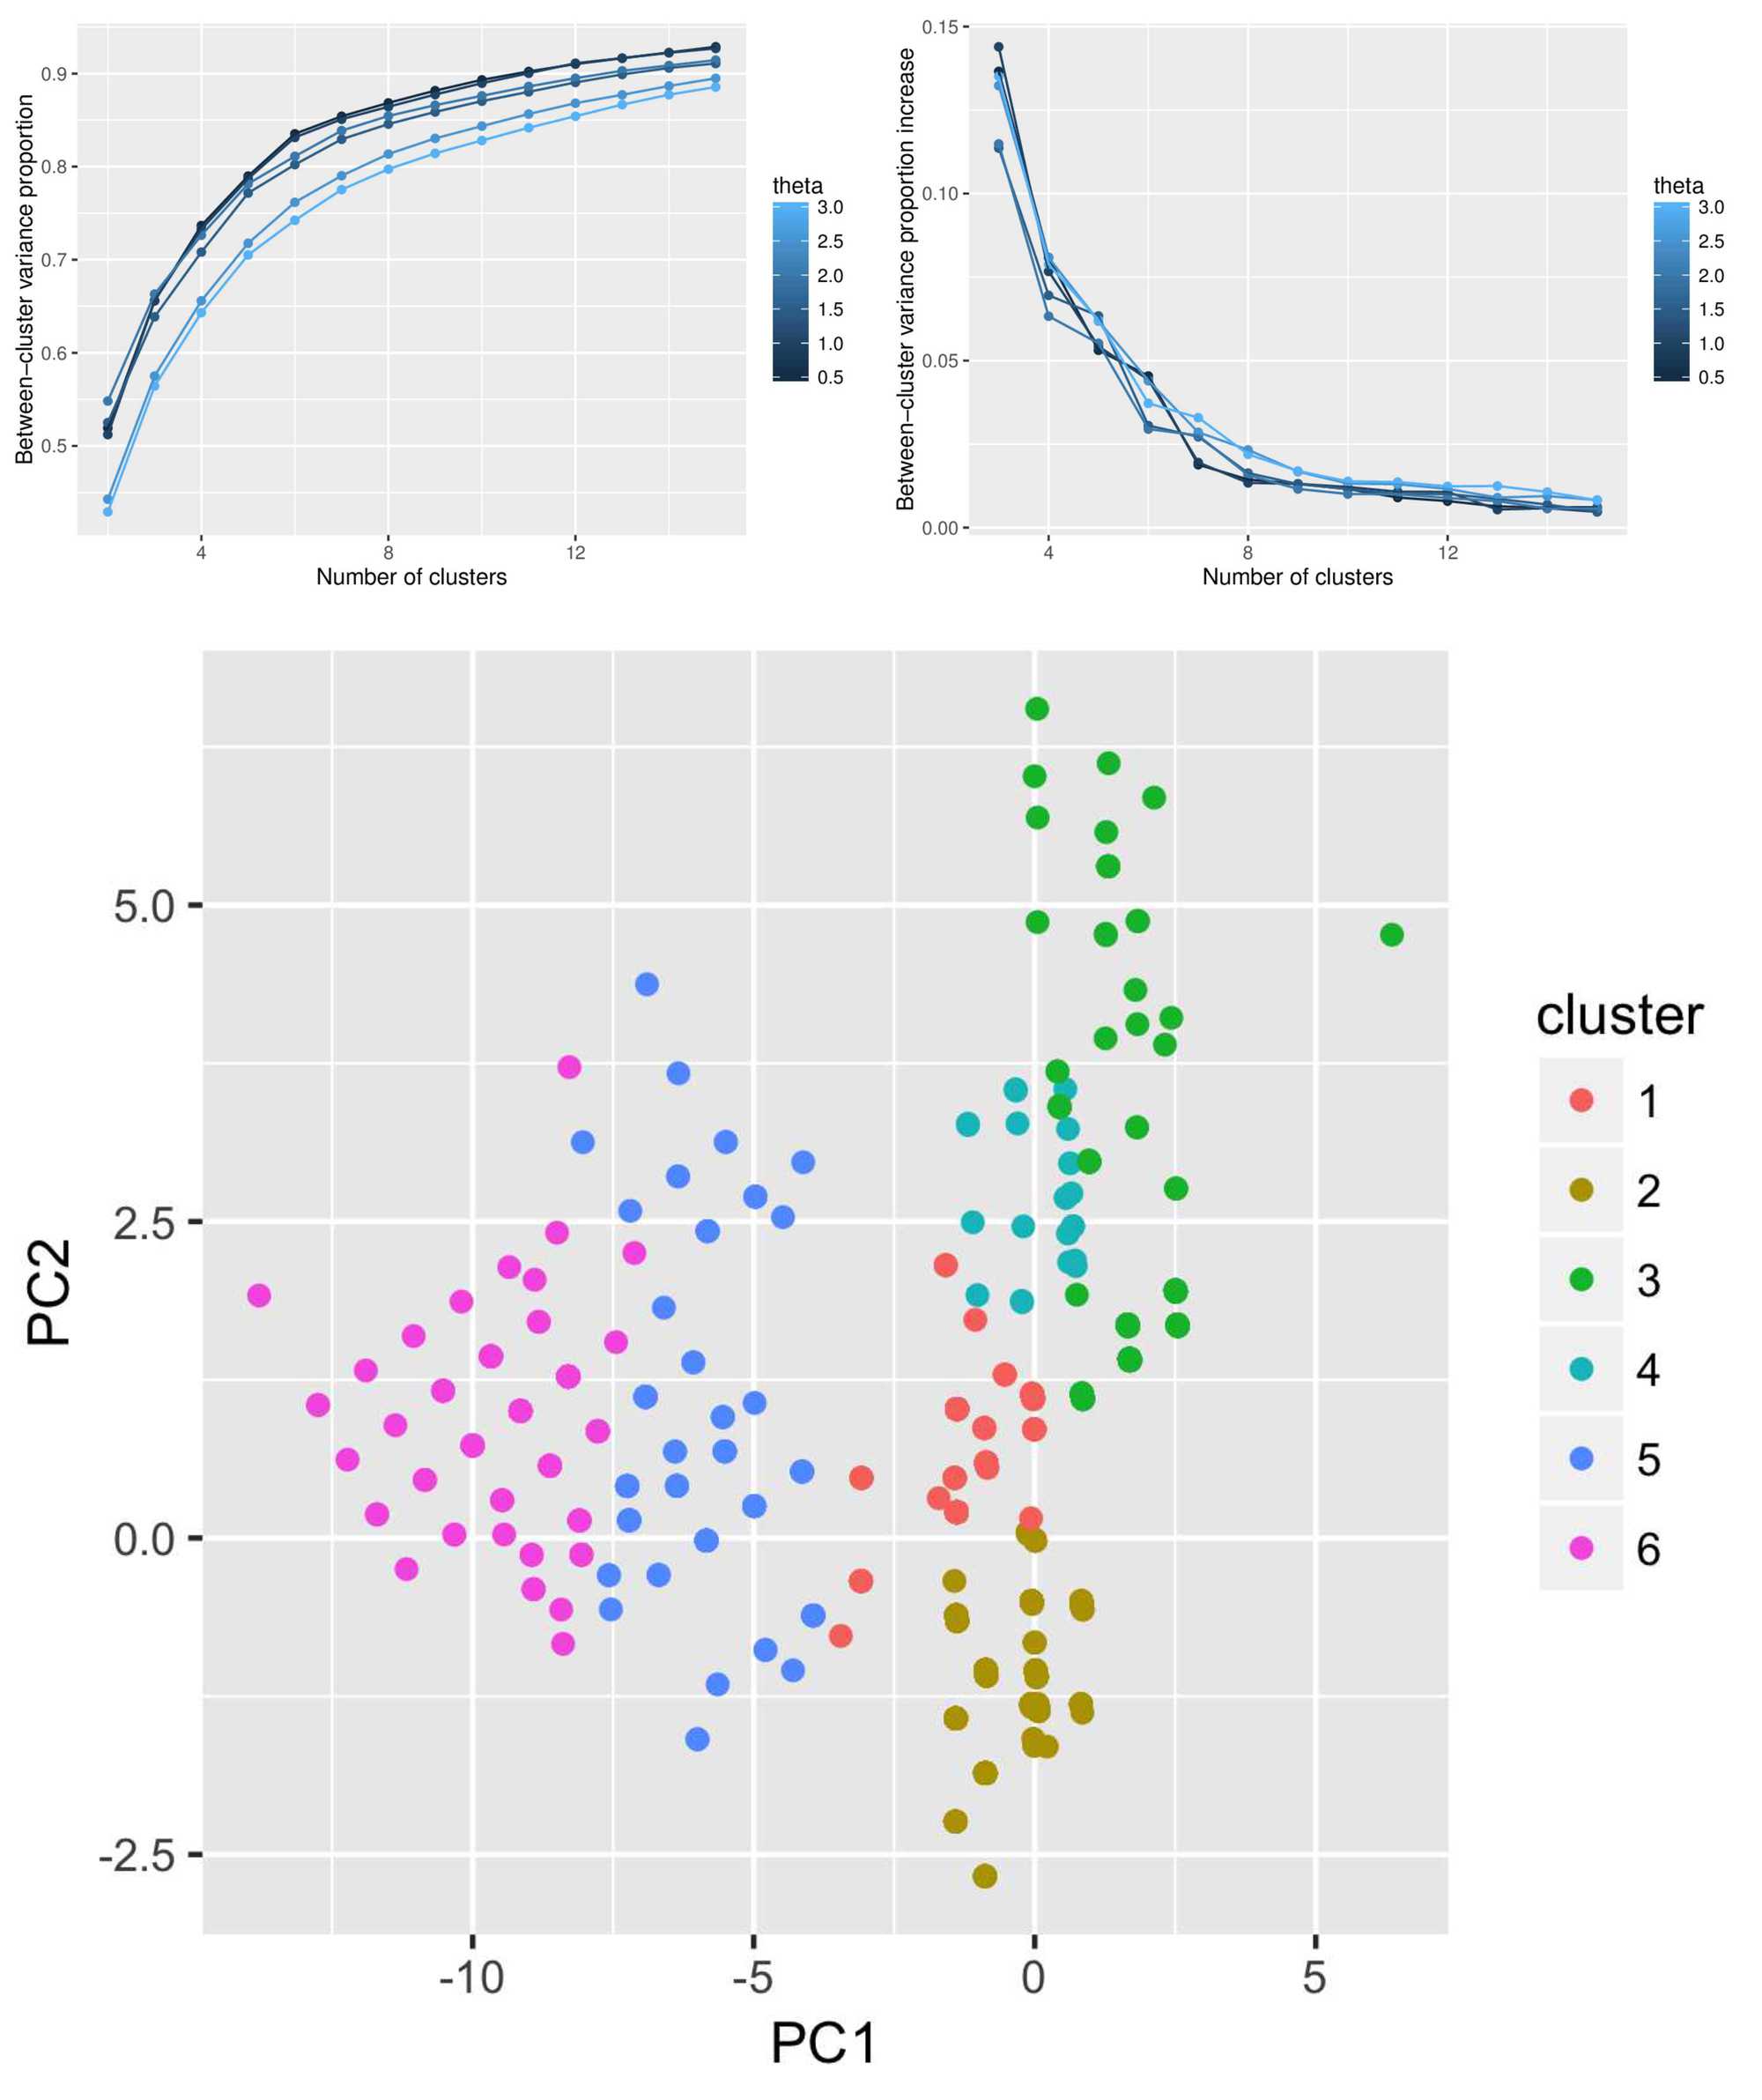 Between−cluster variance proportion
0.9
0.8
0.7
0.6
0.5
4 8 12
Number of clusters
theta
3.0
2.5
2.0
1.5
1.0
0.5
Between−cluster variance proportion increase
0.15
0.10
0.05
0.00
4 8 12
Number of clusters
theta
3.0
2.5
2.0
1.5
1.0
0.5
PC2
5.0
2.5
0.0
-2.5
-10 -5 0 5
PC1
cluster
1
2
3
4
5
6